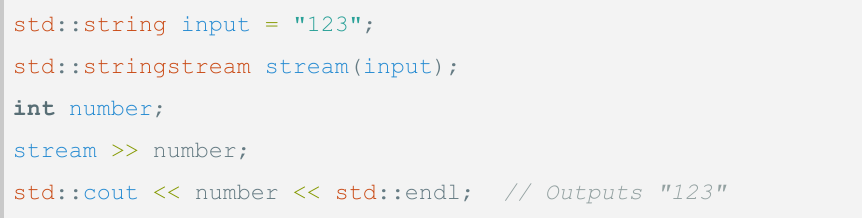 std::string input = "123";
std::stringstream stream(input);
int number;
stream >> number;
std::cout << number << std::endl;  // Outputs "123"